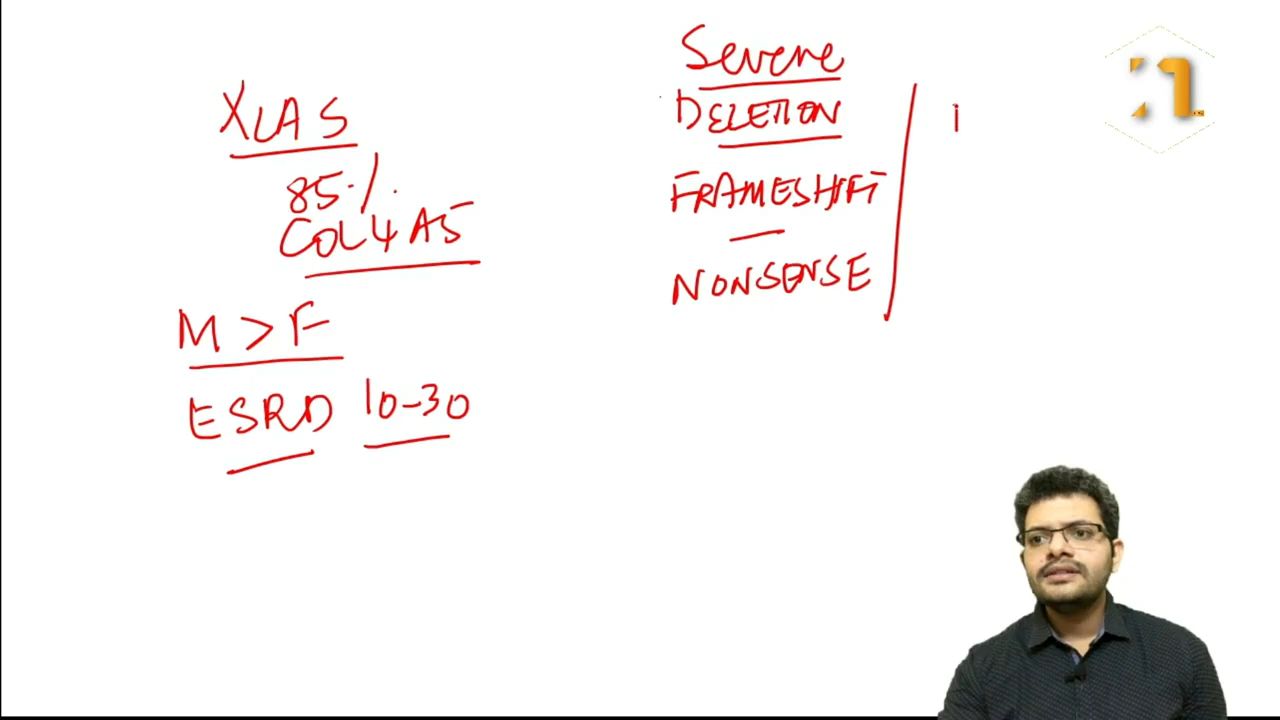 XLAS
85%
COL4A5
M > F
ESRD 10-30
Severe
DELETION
FRAMESHIFT
NONSENSE